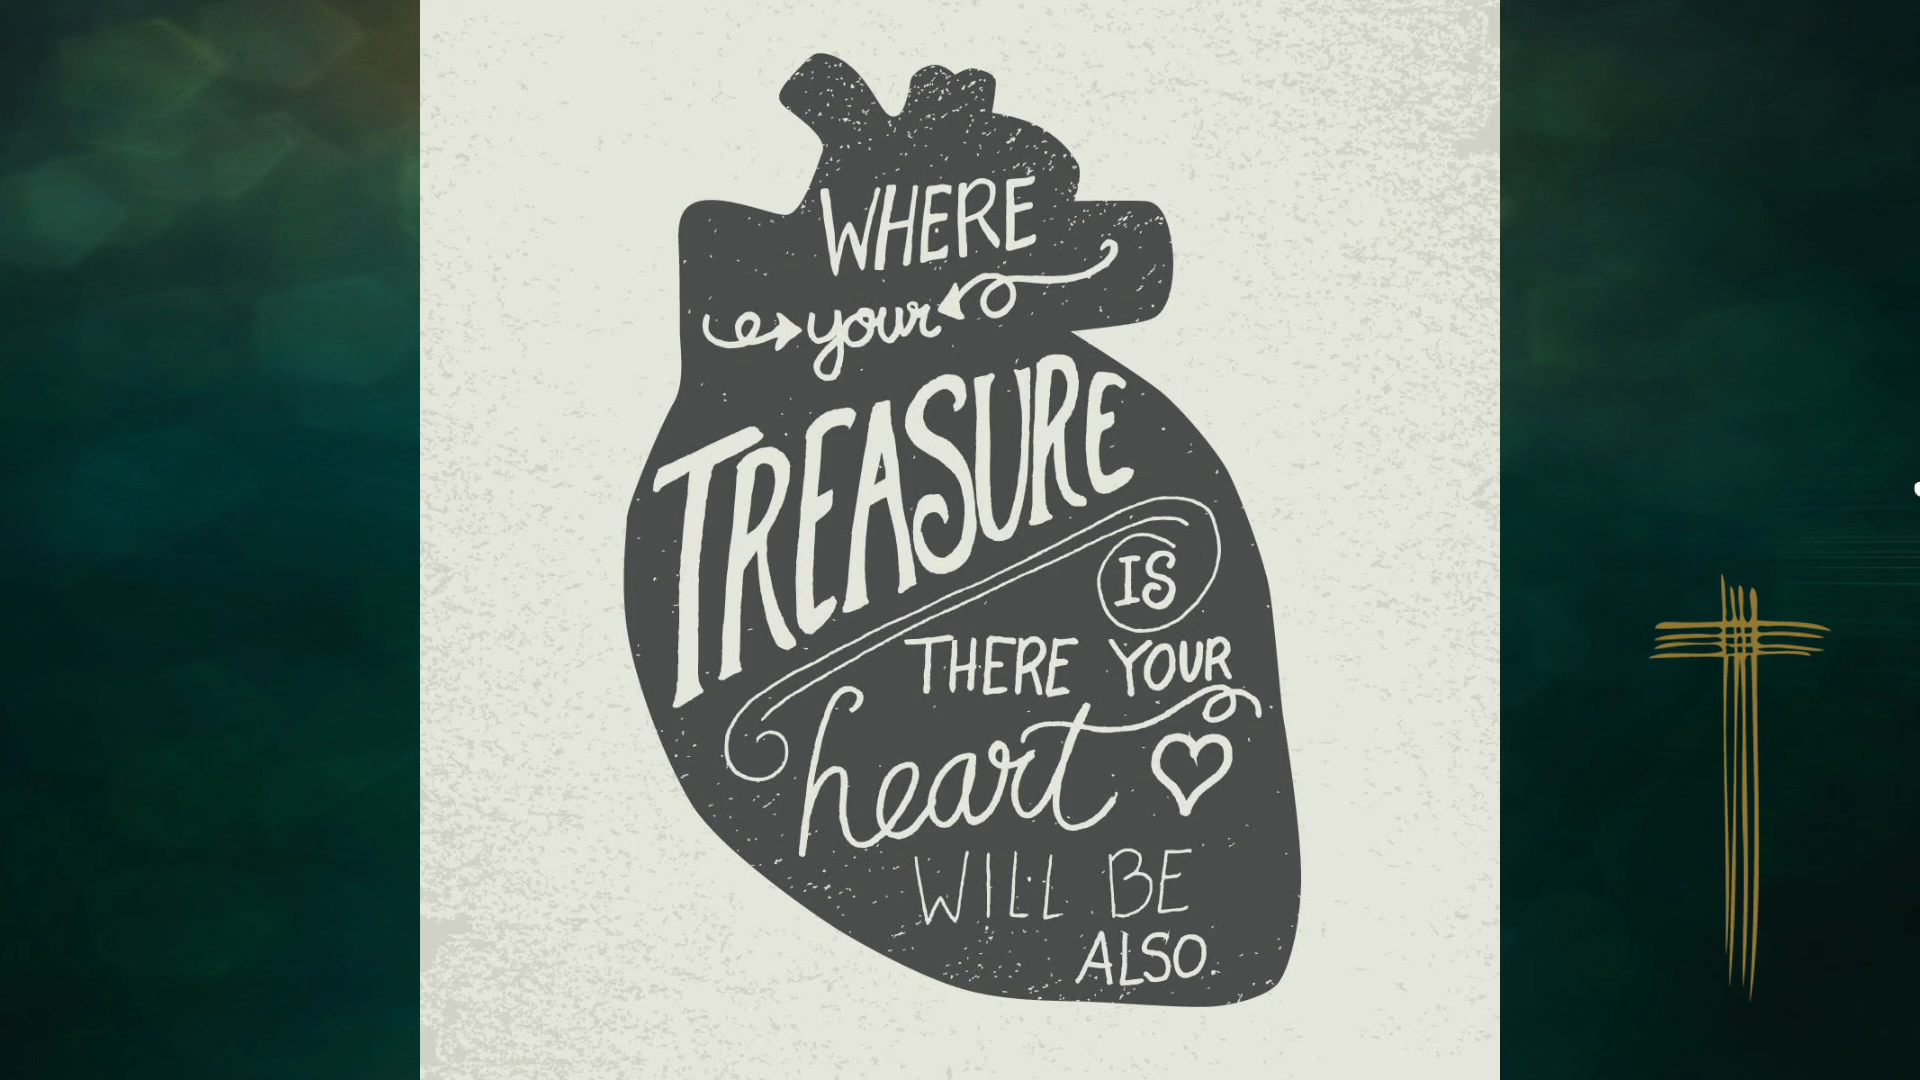 WHERE
your
TREASURE
IS
THERE YOUR
heart
WILL BE
ALSO.